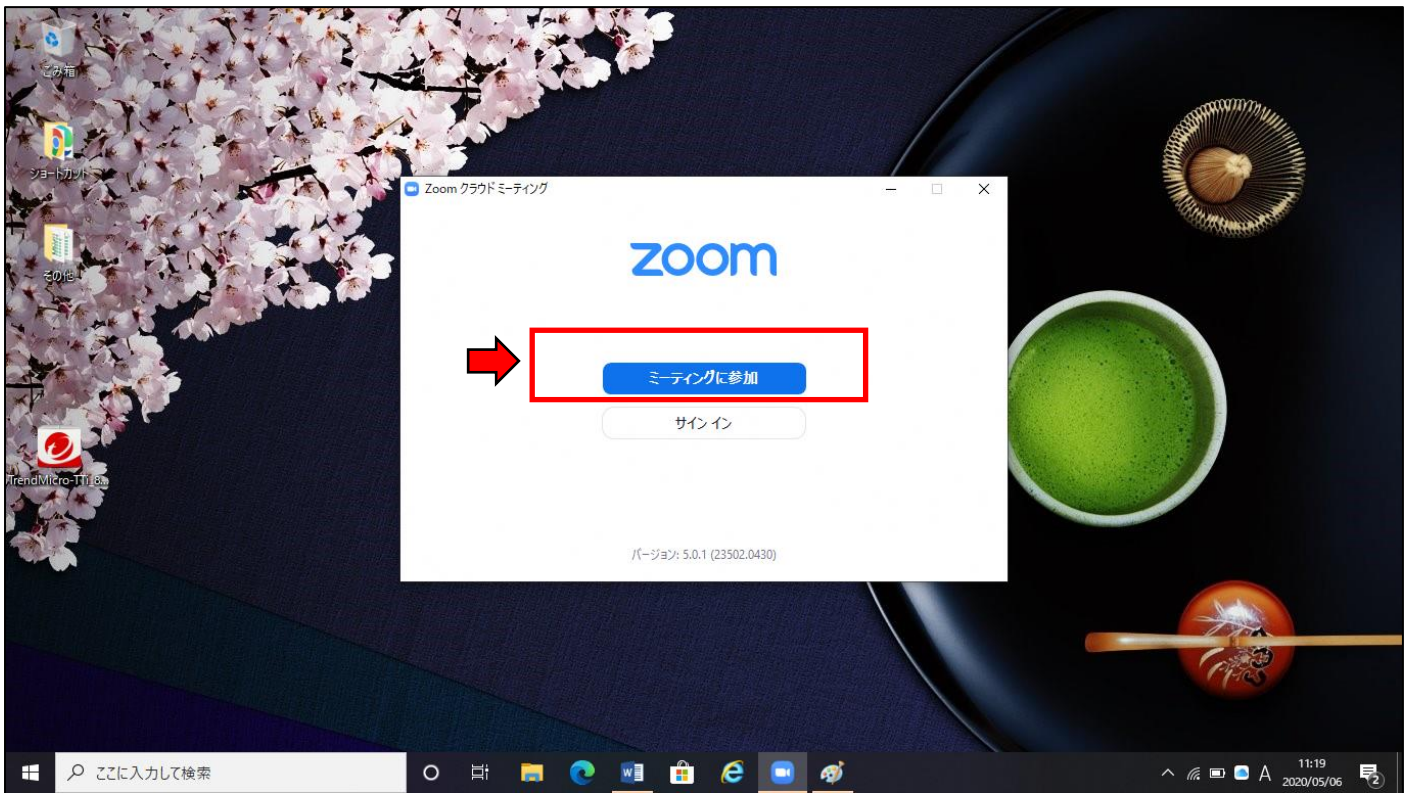 ごみ箱
ショートカット
その他
TrendMicro-TTi_8...
Zoom クラウド ミーティング
zoom
ミーティングに参加
サイン イン
バージョン: 5.0.1 (23502.0430)
ここに入力して検索
A
11:19
2020/05/06
2